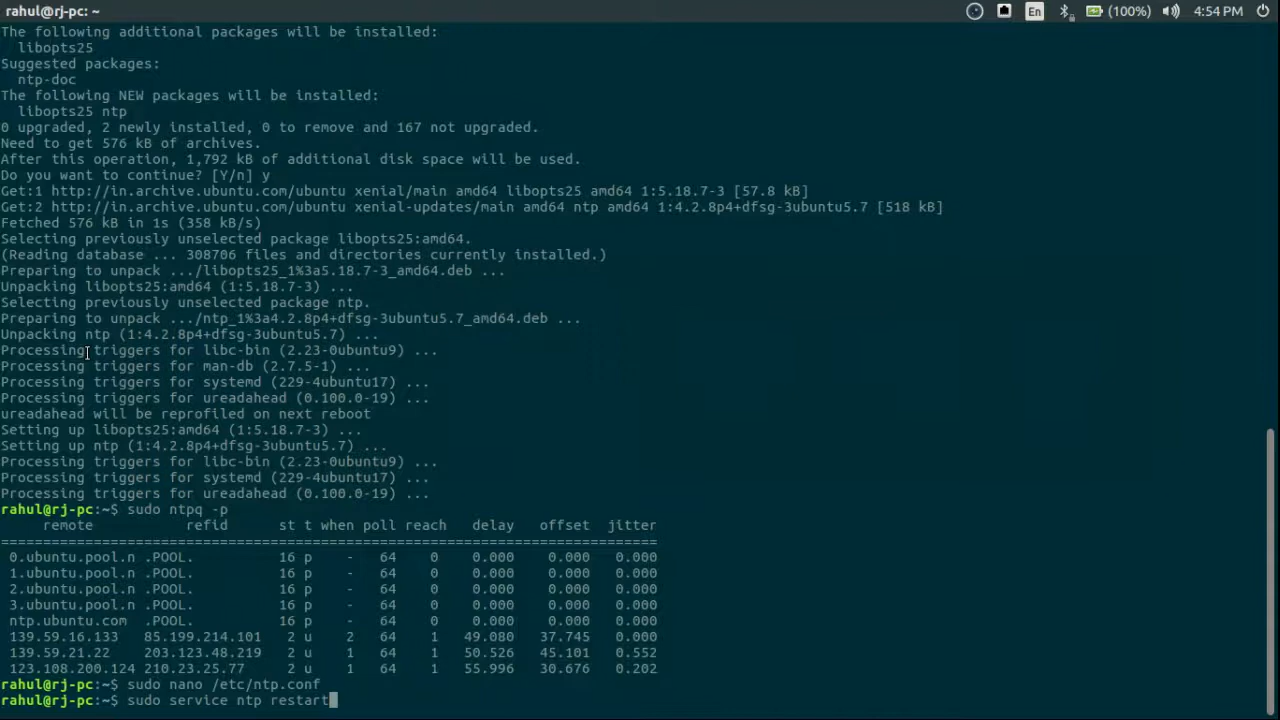 rahul@rj-pc: ~
En
(100%)
4:54 PM
The following additional packages will be installed:
libopts25
Suggested packages:
ntp-doc
The following NEW packages will be installed:
libopts25 ntp
0 upgraded, 2 newly installed, 0 to remove and 167 not upgraded.
Need to get 576 kB of archives.
After this operation, 1,792 kB of additional disk space will be used.
Do you want to continue? [Y/n] y
Get:1 http://in.archive.ubuntu.com/ubuntu xenial/main amd64 libopts25 amd64 1:5.18.7-3 [57.8 kB]
Get:2 http://in.archive.ubuntu.com/ubuntu xenial-updates/main amd64 ntp amd64 1:4.2.8p4+dfsg-3ubuntu5.7 [518 kB]
Fetched 576 kB in 1s (358 kB/s)
Selecting previously unselected package libopts25:amd64.
(Reading database ... 308706 files and directories currently installed.)
Preparing to unpack .../libopts25_1%3a5.18.7-3_amd64.deb ...
Unpacking libopts25:amd64 (1:5.18.7-3) ...
Selecting previously unselected package ntp.
Preparing to unpack .../ntp_1%3a4.2.8p4+dfsg-3ubuntu5.7_amd64.deb ...
Unpacking ntp (1:4.2.8p4+dfsg-3ubuntu5.7) ...
Processing triggers for libc-bin (2.23-0ubuntu9) ...
Processing triggers for man-db (2.7.5-1) ...
Processing triggers for systemd (229-4ubuntu17) ...
Processing triggers for ureadahead (0.100.0-19) ...
ureadahead will be reprofiled on next reboot
Setting up libopts25:amd64 (1:5.18.7-3) ...
Setting up ntp (1:4.2.8p4+dfsg-3ubuntu5.7) ...
Processing triggers for libc-bin (2.23-0ubuntu9) ...
Processing triggers for systemd (229-4ubuntu17) ...
Processing triggers for ureadahead (0.100.0-19) ...
rahul@rj-pc:~$ sudo ntpq -p
remote refid st t when poll reach delay offset jitter
==============================================================================
0.ubuntu.pool.n .POOL. 16 p - 64 0 0.000 0.000 0.000
1.ubuntu.pool.n .POOL. 16 p - 64 0 0.000 0.000 0.000
2.ubuntu.pool.n .POOL. 16 p - 64 0 0.000 0.000 0.000
3.ubuntu.pool.n .POOL. 16 p - 64 0 0.000 0.000 0.000
ntp.ubuntu.com .POOL. 16 p - 64 0 0.000 0.000 0.000
139.59.16.133 85.199.214.101 2 u 2 64 1 49.080 37.745 0.000
139.59.21.22 203.123.48.219 2 u 1 64 1 50.526 45.101 0.552
123.108.200.124 210.23.25.77 2 u 1 64 1 55.996 30.676 0.202
rahul@rj-pc:~$ sudo nano /etc/ntp.conf
rahul@rj-pc:~$ sudo service ntp restart